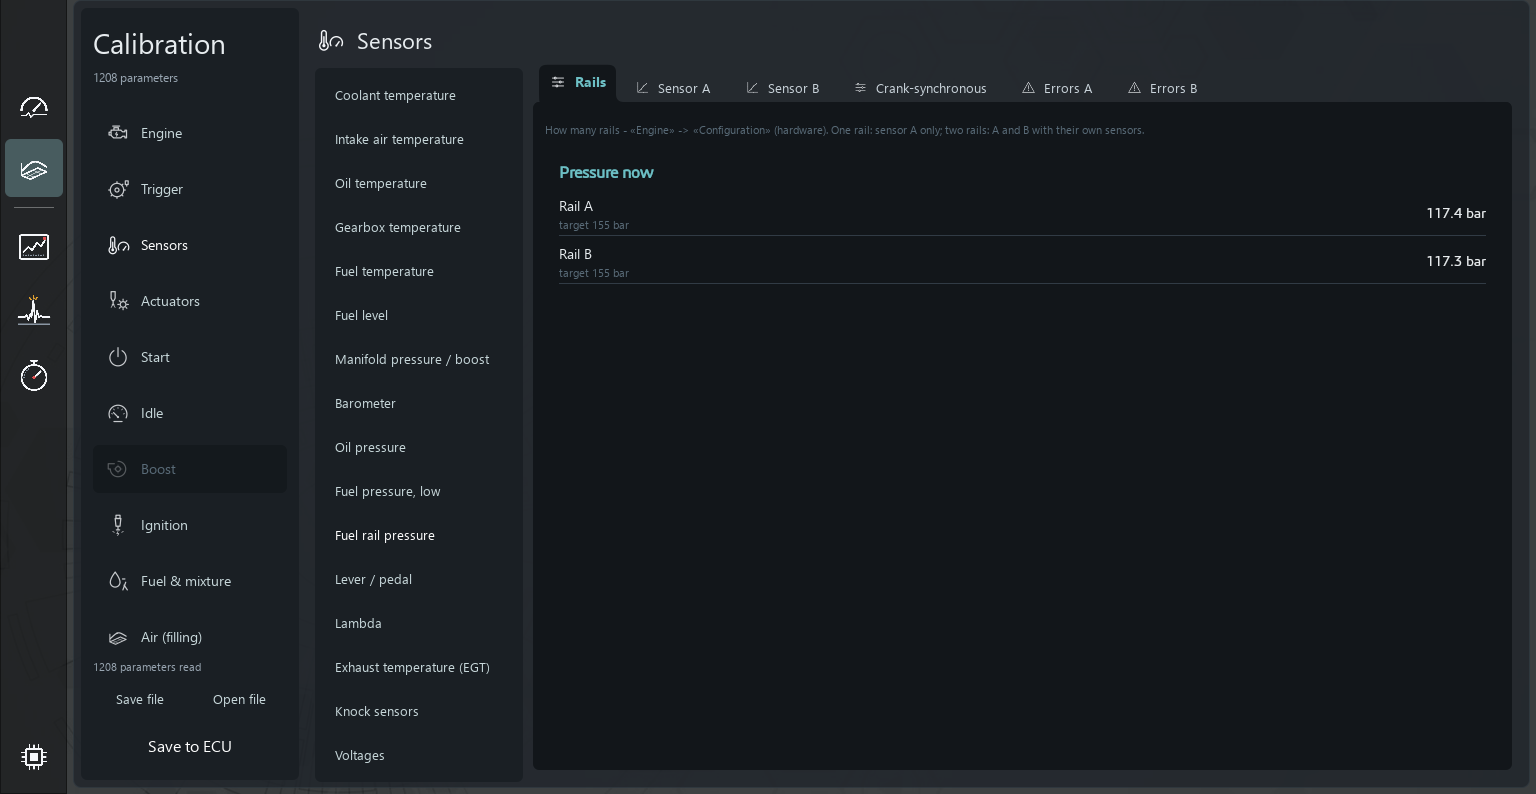 Calibration
1208 parameters
Engine
Trigger
Sensors
Actuators
Start
Idle
Boost
Ignition
Fuel & mixture
Air (filling)
1208 parameters read
Save file
Open file
Save to ECU
Sensors
Coolant temperature
Intake air temperature
Oil temperature
Gearbox temperature
Fuel temperature
Fuel level
Manifold pressure / boost
Barometer
Oil pressure
Fuel pressure, low
Fuel rail pressure
Lever / pedal
Lambda
Exhaust temperature (EGT)
Knock sensors
Voltages
Rails
Sensor A
Sensor B
Crank-synchronous
Errors A
Errors B
How many rails - «Engine» -> «Configuration» (hardware). One rail: sensor A only; two rails: A and B with their own sensors.
Pressure now
Rail A
117.4 bar
target 155 bar
Rail B
117.3 bar
target 155 bar